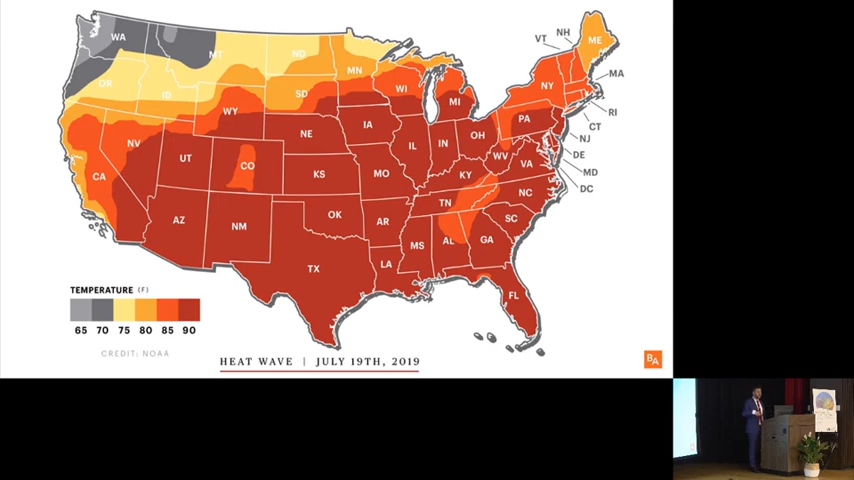 WA
MT
ND
MN
ME
VT
NH
MA
OR
ID
SD
WI
NY
WY
MI
RI
CT
NV
NE
IA
PA
NJ
UT
CO
IL
IN
OH
DE
CA
KS
MO
WV
VA
MD
KY
DC
AZ
NM
OK
AR
TN
NC
SC
MS
AL
GA
TX
LA
FL
TEMPERATURE (F)
65 70 75 80 85 90
CREDIT: NOAA
HEAT WAVE | JULY 19TH, 2019
BA